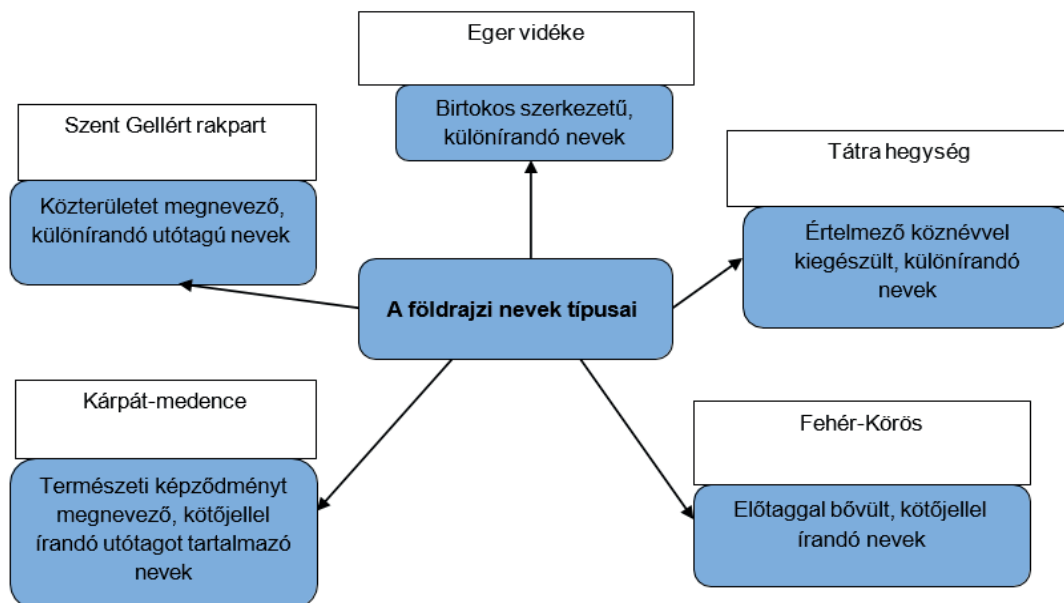 Eger vidéke
Birtokos szerkezetű,
különírandó nevek
Szent Gellért rakpart
Közterületet megnevező,
különírandó utótagú nevek
Tátra hegység
Értelmező köznévvel
kiegészült, különírandó
nevek
A földrajzi nevek típusai
Kárpát-medence
Természeti képződményt
megnevező, kötőjellel
írandó utótagot tartalmazó
nevek
Fehér-Körös
Előtaggal bővült, kötőjellel
írandó nevek